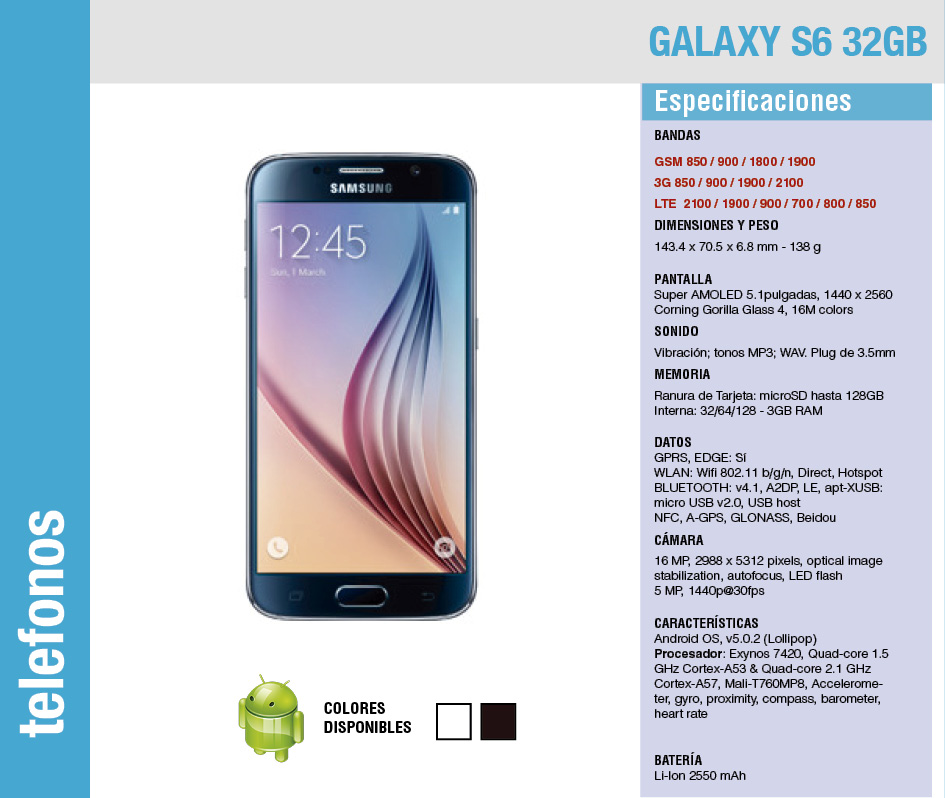 GALAXY S6 32GB
Especificaciones
BANDAS
GSM 850 / 900 / 1800 / 1900
3G 850 / 900 / 1900 / 2100
LTE 2100 / 1900 / 900 / 700 / 800 / 850
DIMENSIONES Y PESO
143.4 x 70.5 x 6.8 mm - 138 g
PANTALLA
Super AMOLED 5.1pulgadas, 1440 x 2560
Corning Gorilla Glass 4, 16M colors
SONIDO
Vibración; tonos MP3; WAV. Plug de 3.5mm
MEMORIA
Ranura de Tarjeta: microSD hasta 128GB
Interna: 32/64/128 - 3GB RAM
DATOS
GPRS, EDGE: Sí
WLAN: Wifi 802.11 b/g/n, Direct, Hotspot
BLUETOOTH: v4.1, A2DP, LE, apt-XUSB:
micro USB v2.0, USB host
NFC, A-GPS, GLONASS, Beidou
CÁMARA
16 MP, 2988 x 5312 pixels, optical image
stabilization, autofocus, LED flash
5 MP, 1440p@30fps
CARACTERÍSTICAS
Android OS, v5.0.2 (Lollipop)
Procesador: Exynos 7420, Quad-core 1.5
GHz Cortex-A53 & Quad-core 2.1 GHz
Cortex-A57, Mali-T760MP8, Accelerome-
ter, gyro, proximity, compass, barometer,
heart rate
BATERÍA
Li-Ion 2550 mAh
SAMSUNG
12:45
Sun, 1 March
COLORES
DISPONIBLES
telefonos